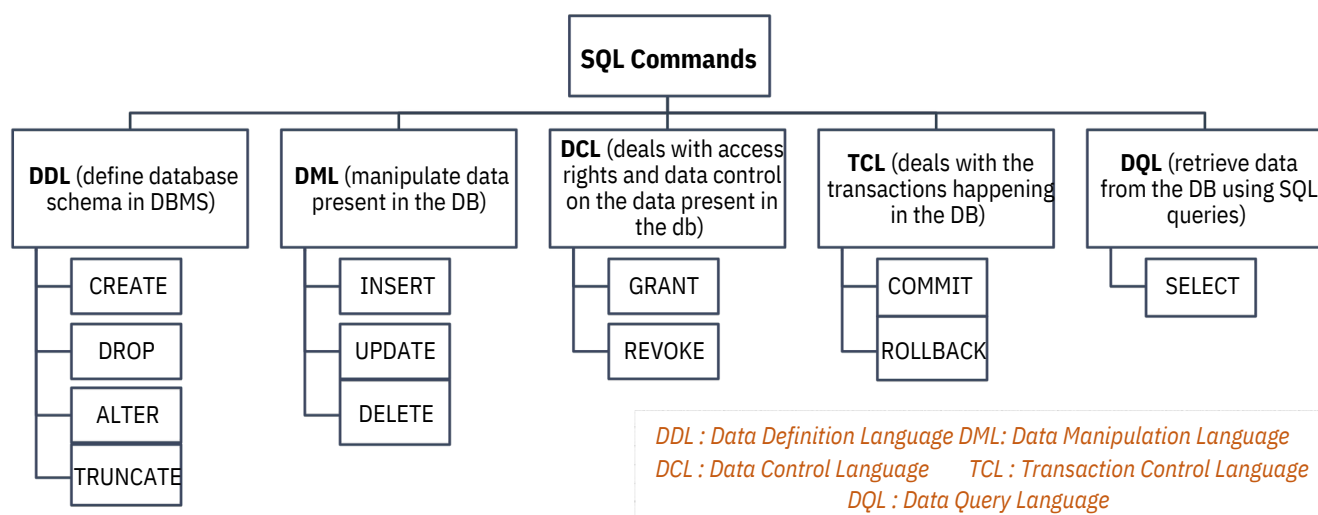 SQL Commands
DDL (define database
schema in DBMS)
CREATE
DROP
ALTER
TRUNCATE
DML (manipulate data
present in the DB)
INSERT
UPDATE
DELETE
DCL (deals with access
rights and data control
on the data present in
the db)
GRANT
REVOKE
TCL (deals with the
transactions happening
in the DB)
COMMIT
ROLLBACK
DQL (retrieve data
from the DB using SQL
queries)
SELECT
DDL : Data Definition Language DML: Data Manipulation Language
DCL : Data Control Language TCL : Transaction Control Language
DQL : Data Query Language